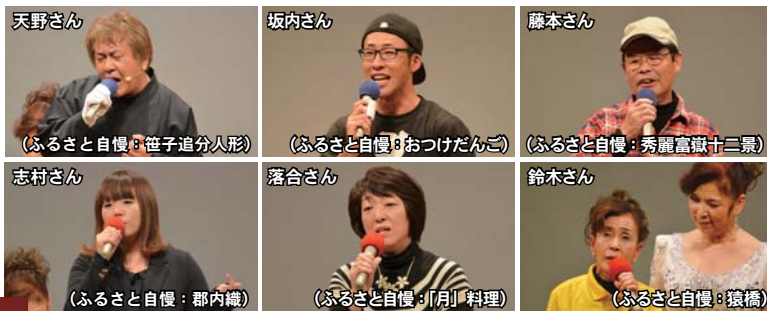 天野さん
(ふるさと自慢：笹子追分人形)
坂内さん
(ふるさと自慢：おつけだんご)
藤本さん
(ふるさと自慢：秀麗富嶽十二景)
志村さん
(ふるさと自慢：郡内織)
落合さん
(ふるさと自慢：「月」料理)
鈴木さん
(ふるさと自慢：猿橋)